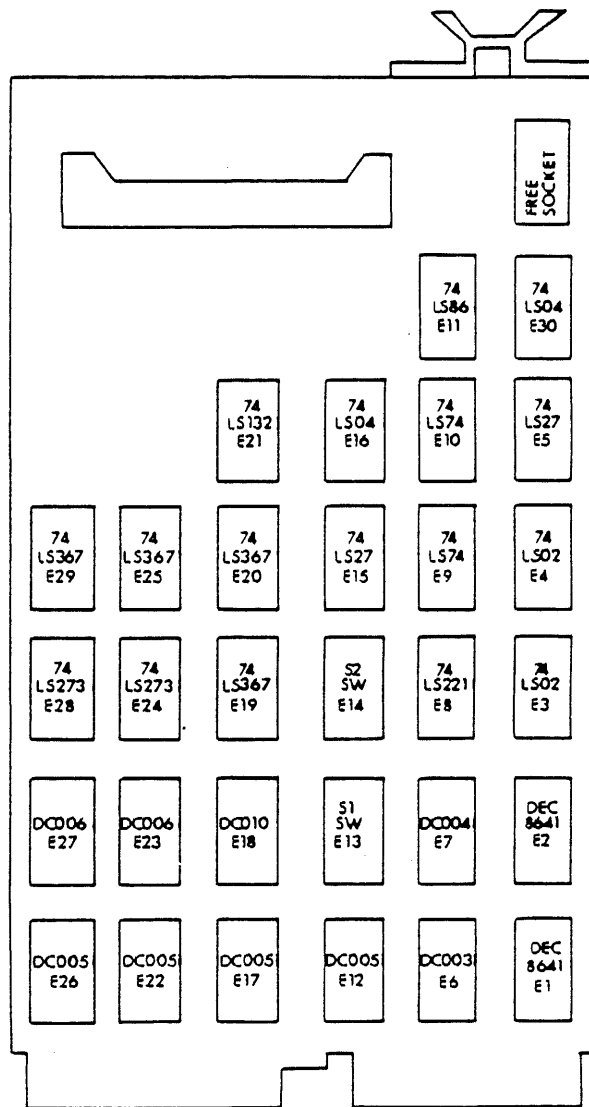 FREE
SOCKET
74
LS86
E11
74
LS04
E30
74
LS132
E21
74
LS04
E16
74
LS74
E10
74
LS27
E5
74
LS367
E29
74
LS367
E25
74
LS367
E20
74
LS27
E15
74
LS74
E9
74
LS02
E4
74
LS273
E28
74
LS273
E24
74
LS367
E19
S2
SW
E14
74
LS221
E8
74
LS02
E3
DC006
E27
DC006
E23
DC010
E18
S1
SW
E13
DC004
E7
DEC
8641
E2
DC005
E26
DC005
E22
DC005
E17
DC005
E12
DC003
E6
DEC
8641
E1